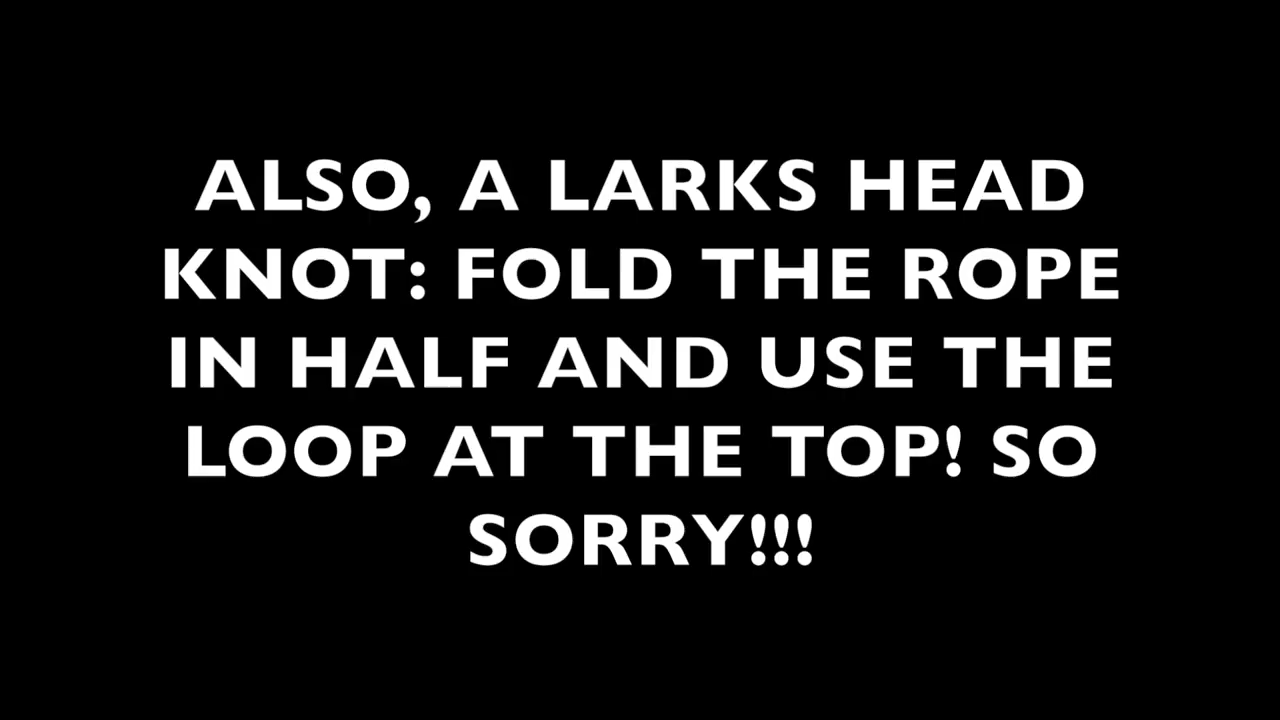 ALSO, A LARKS HEAD
KNOT: FOLD THE ROPE
IN HALF AND USE THE
LOOP AT THE TOP! SO
SORRY!!!